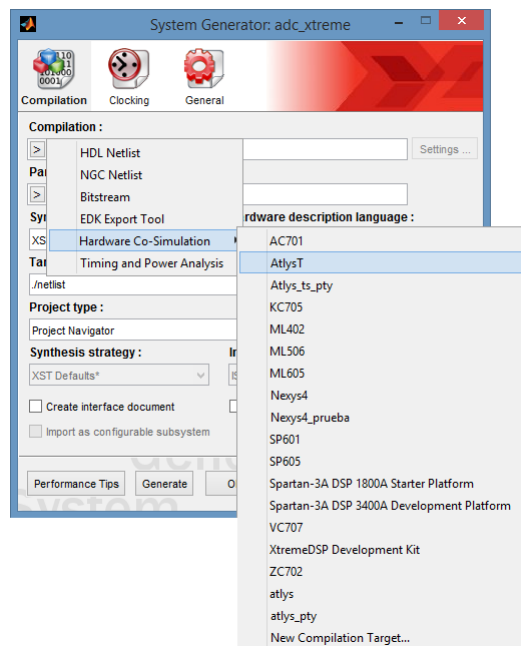 System Generator: adc_xtreme
Compilation
Clocking
General
Compilation :
Settings ...
HDL Netlist
NGC Netlist
Bitstream
EDK Export Tool
Hardware Co-Simulation
Timing and Power Analysis
rdware description language :
AC701
AtlysT
Atlys_ts_pty
KC705
ML402
ML506
ML605
Nexys4
Nexys4_prueba
SP601
SP605
Spartan-3A DSP 1800A Starter Platform
Spartan-3A DSP 3400A Development Platform
VC707
XtremeDSP Development Kit
ZC702
atlys
atlys_pty
New Compilation Target...
./netlist
Project type :
Project Navigator
Synthesis strategy :
XST Defaults*
Create interface document
Import as configurable subsystem
Performance Tips
Generate